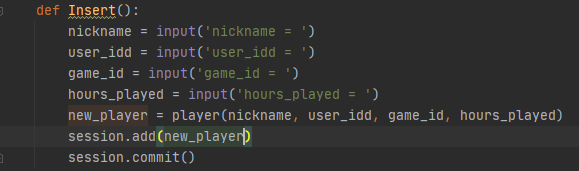 def Insert():
nickname = input('nickname = ')
user_idd = input('user_idd = ')
game_id = input('game_id = ')
hours_played = input('hours_played = ')
new_player = player(nickname, user_idd, game_id, hours_played)
session.add(new_player)
session.commit()